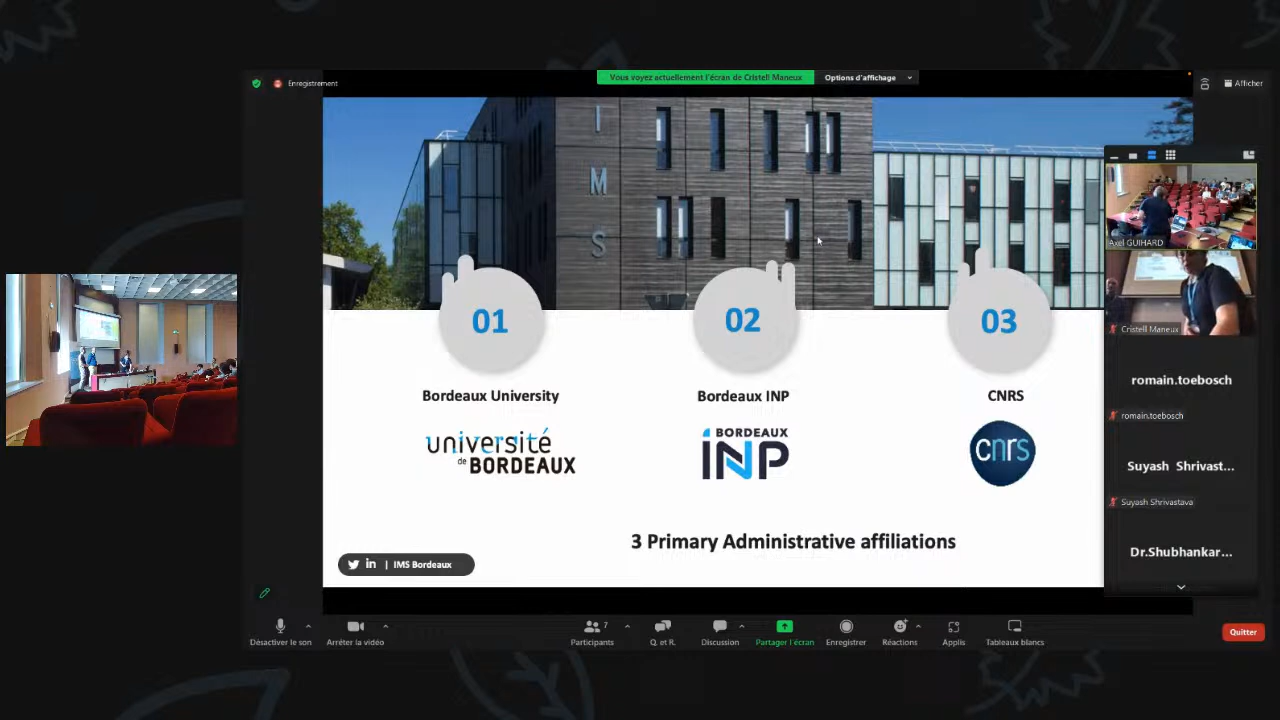 Enregistrement
Vous voyez actuellement l'écran de Cristell Maneux
Options d'affichage
Afficher
I
M
S
01
02
03
Bordeaux University
Bordeaux INP
CNRS
université
de BORDEAUX
BORDEAUX
INP
cnrs
3 Primary Administrative affiliations
| IMS Bordeaux
Axel GUIHARD
Cristell Maneux
romain.toebosch
romain.toebosch
Suyash Shrivast...
Suyash Shrivastava
Dr.Shubhankar...
Désactiver le son
Arrêter la vidéo
7
Participants
Q. et R.
Discussion
Partager l'écran
Enregistrer
Réactions
Applis
Tableaux blancs
Quitter